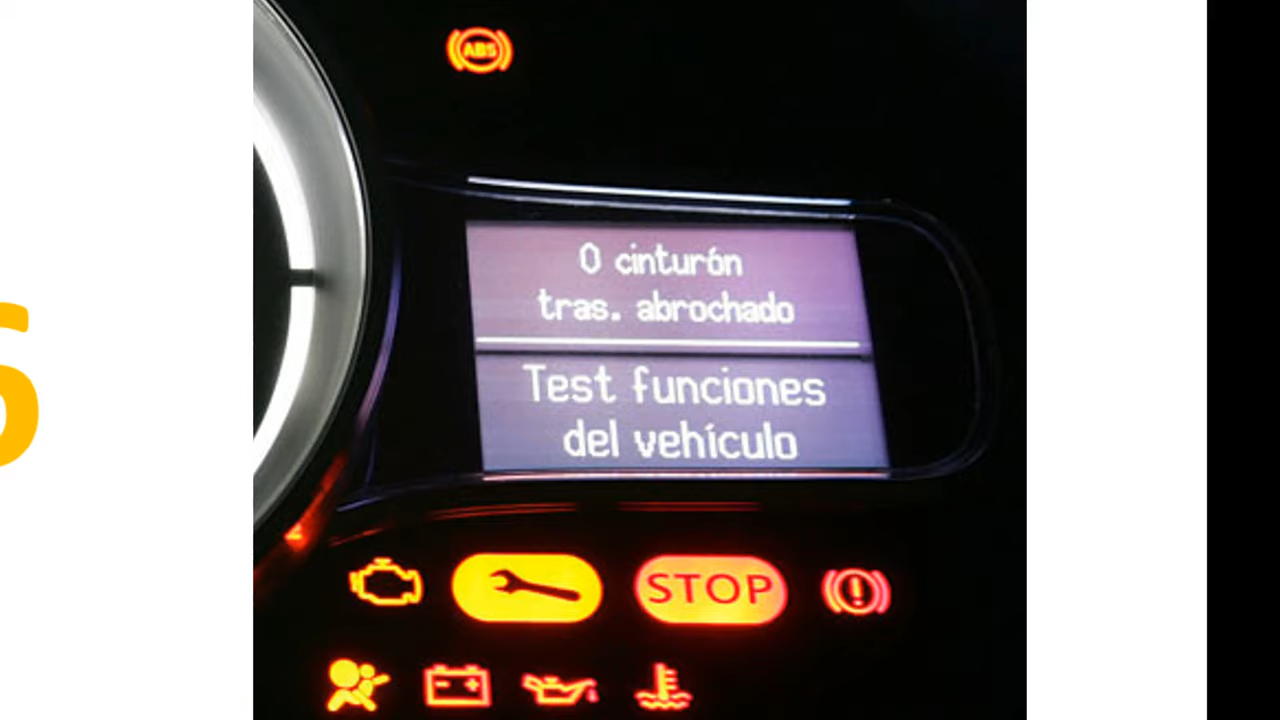 ABS
0 cinturón
tras. abrochado
Test funciones
del vehículo
STOP